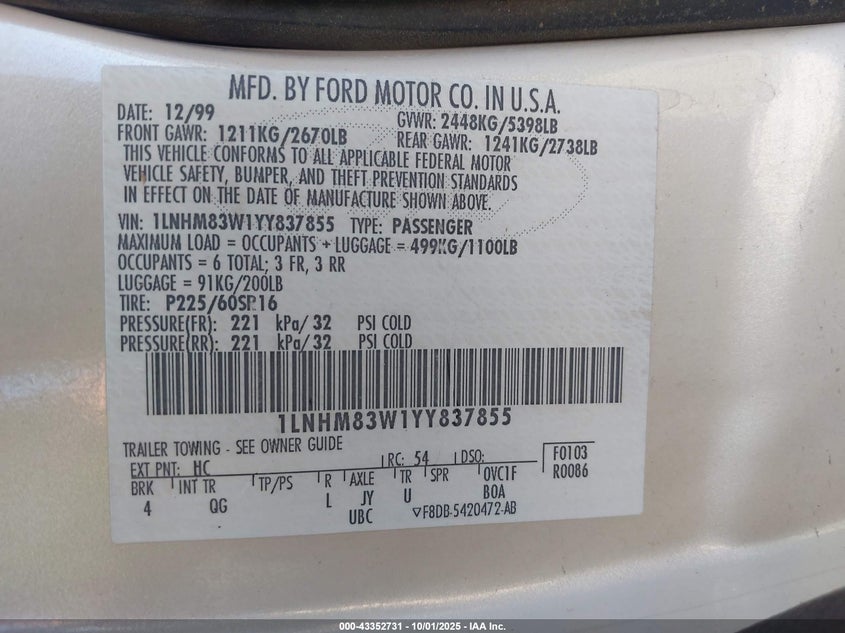 MFD. BY FORD MOTOR CO. IN U.S.A.
DATE: 12/99 GVWR: 2448KG/5398LB
FRONT GAWR: 1211KG/2670LB REAR GAWR: 1241KG/2738LB
THIS VEHICLE CONFORMS TO ALL APPLICABLE FEDERAL MOTOR
VEHICLE SAFETY, BUMPER, AND THEFT PREVENTION STANDARDS
IN EFFECT ON THE DATE OF MANUFACTURE SHOWN ABOVE.
VIN: 1LNHM83W1YY837855 TYPE: PASSENGER
MAXIMUM LOAD = OCCUPANTS + LUGGAGE = 499KG/1100LB
OCCUPANTS = 6 TOTAL; 3 FR, 3 RR
LUGGAGE = 91KG/200LB
TIRE: P225/60SR16
PRESSURE(FR): 221 kPa/ 32 PSI COLD
PRESSURE(RR): 221 kPa/ 32 PSI COLD
1LNHM83W1YY837855
TRAILER TOWING - SEE OWNER GUIDE
EXT PNT: HC RC: 54 DSO: F0103
BRK INT TR TP/PS R AXLE TR SPR OVC1F R0086
4 QG L JY U BOA
UBC ▽F8DB-5420472-AB
000-43352731 - 10/01/2025 - IAA Inc.